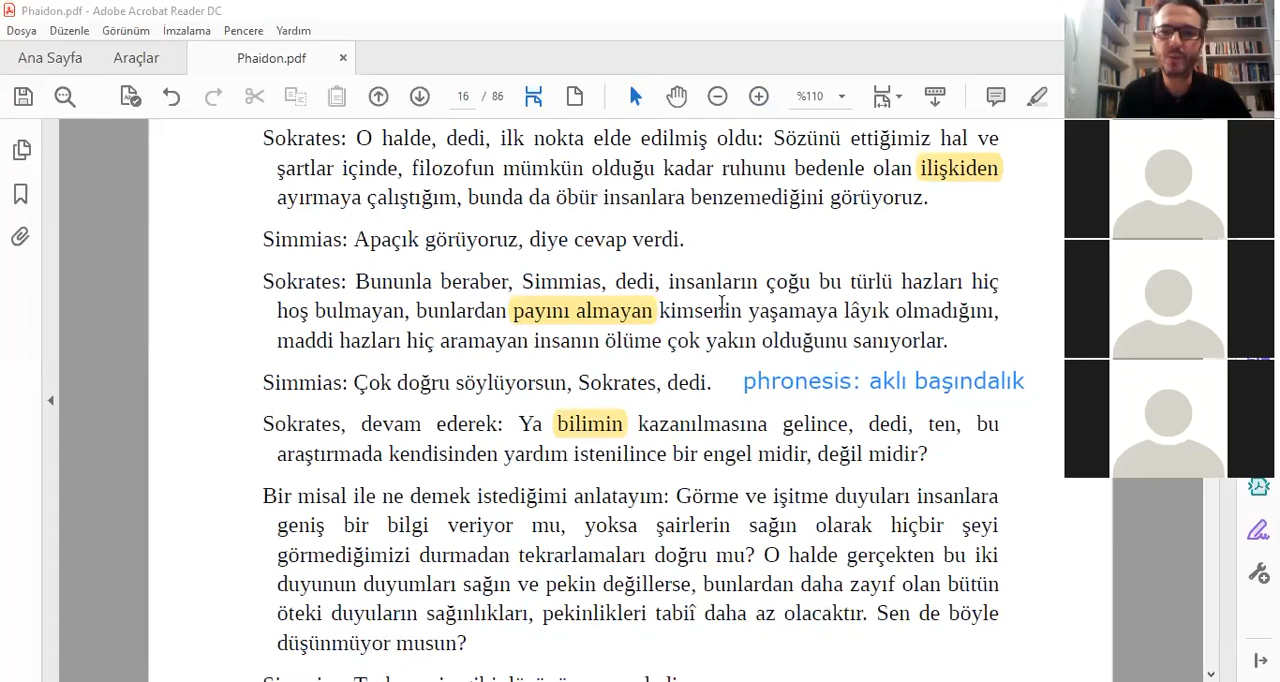 Phaidon.pdf - Adobe Acrobat Reader DC
Dosya Düzenle Görünüm İmzalama Pencere Yardım
Ana Sayfa Araçlar Phaidon.pdf ×
16 / 86 %110
Sokrates: O halde, dedi, ilk nokta elde edilmiş oldu: Sözünü ettiğimiz hal ve
şartlar içinde, filozofun mümkün olduğu kadar ruhunu bedenle olan ilişkiden
ayırmaya çalıştığım, bunda da öbür insanlara benzemediğini görüyoruz.
Simmias: Apaçık görüyoruz, diye cevap verdi.
Sokrates: Bununla beraber, Simmias, dedi, insanların çoğu bu türlü hazları hiç
hoş bulmayan, bunlardan payını almayan kimsenin yaşamaya lâyık olmadığını,
maddi hazları hiç aramayan insanın ölüme çok yakın olduğunu sanıyorlar.
Simmias: Çok doğru söylüyorsun, Sokrates, dedi. phronesis: aklı başındalık
Sokrates, devam ederek: Ya bilimin kazanılmasına gelince, dedi, ten, bu
araştırmada kendisinden yardım istenilince bir engel midir, değil midir?
Bir misal ile ne demek istediğimi anlatayım: Görme ve işitme duyuları insanlara
geniş bir bilgi veriyor mu, yoksa şairlerin sağın olarak hiçbir şeyi
görmediğimizi durmadan tekrarlamaları doğru mu? O halde gerçekten bu iki
duyunun duyumları sağın ve pekin değillerse, bunlardan daha zayıf olan bütün
öteki duyuların sağınlıkları, pekinlikleri tabiî daha az olacaktır. Sen de böyle
düşünmüyor musun?